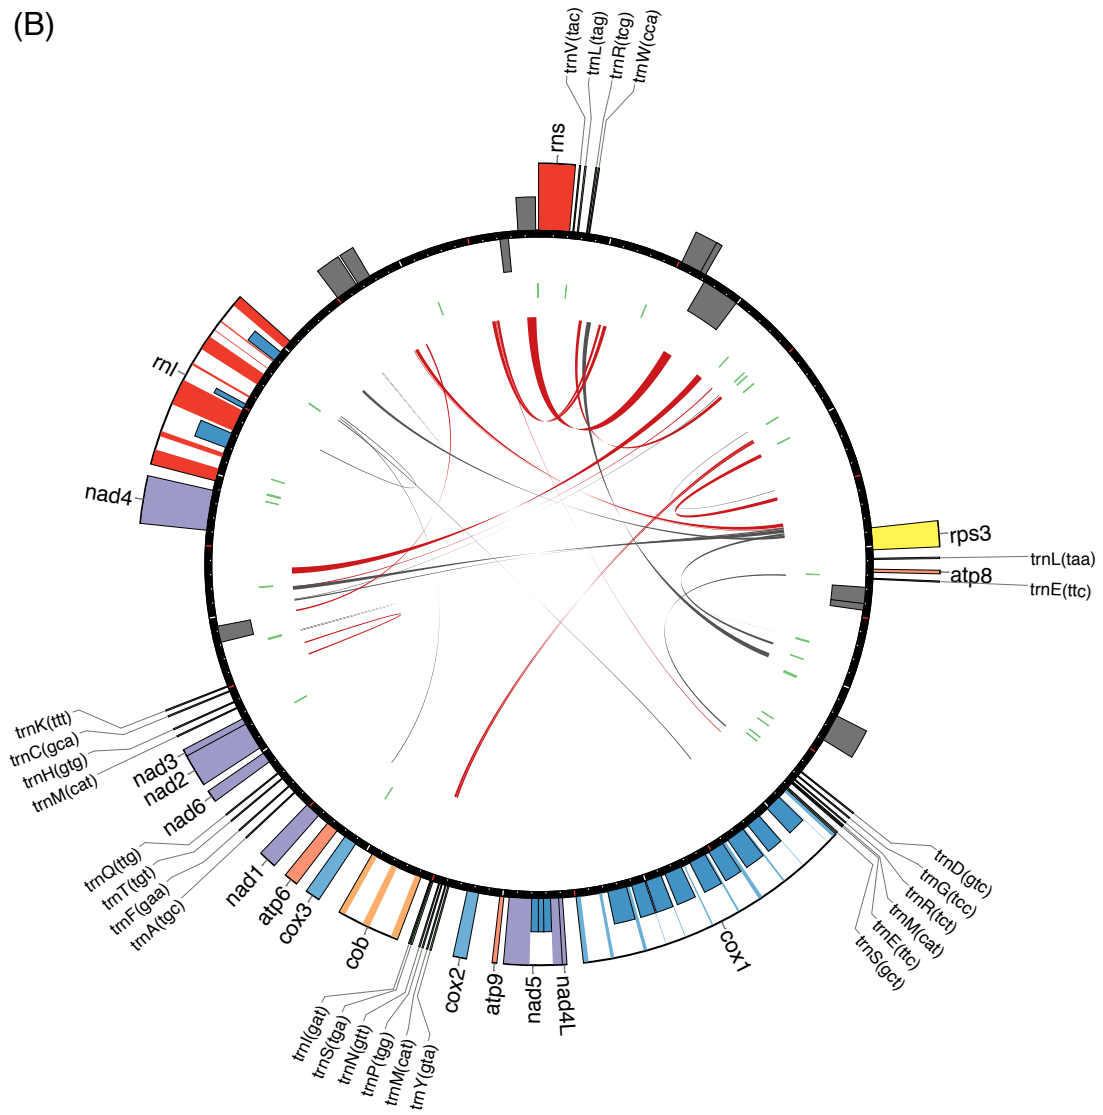 (B)
trnV(tac)
trnL(tag)
trnR(tcg)
trnW(cca)
rns
rnl
nad4
rps3
trnL(taa)
atp8
trnE(ttc)
trnK(ttt)
trnC(gca)
trnH(gtg)
trnM(cat)
nad3
nad2
nad6
trnQ(ttg)
trnT(tgt)
trnF(gaa)
trnA(tgc)
nad1
atp6
cox3
cob
trnI(gat)
trnS(tga)
trnN(gtt)
trnP(tgg)
trnM(cat)
trnY(gta)
cox2
atp9
nad5
nad4L
cox1
trnD(gtc)
trnG(tcc)
trnR(tct)
trnM(cat)
trnE(ttc)
trnS(gct)